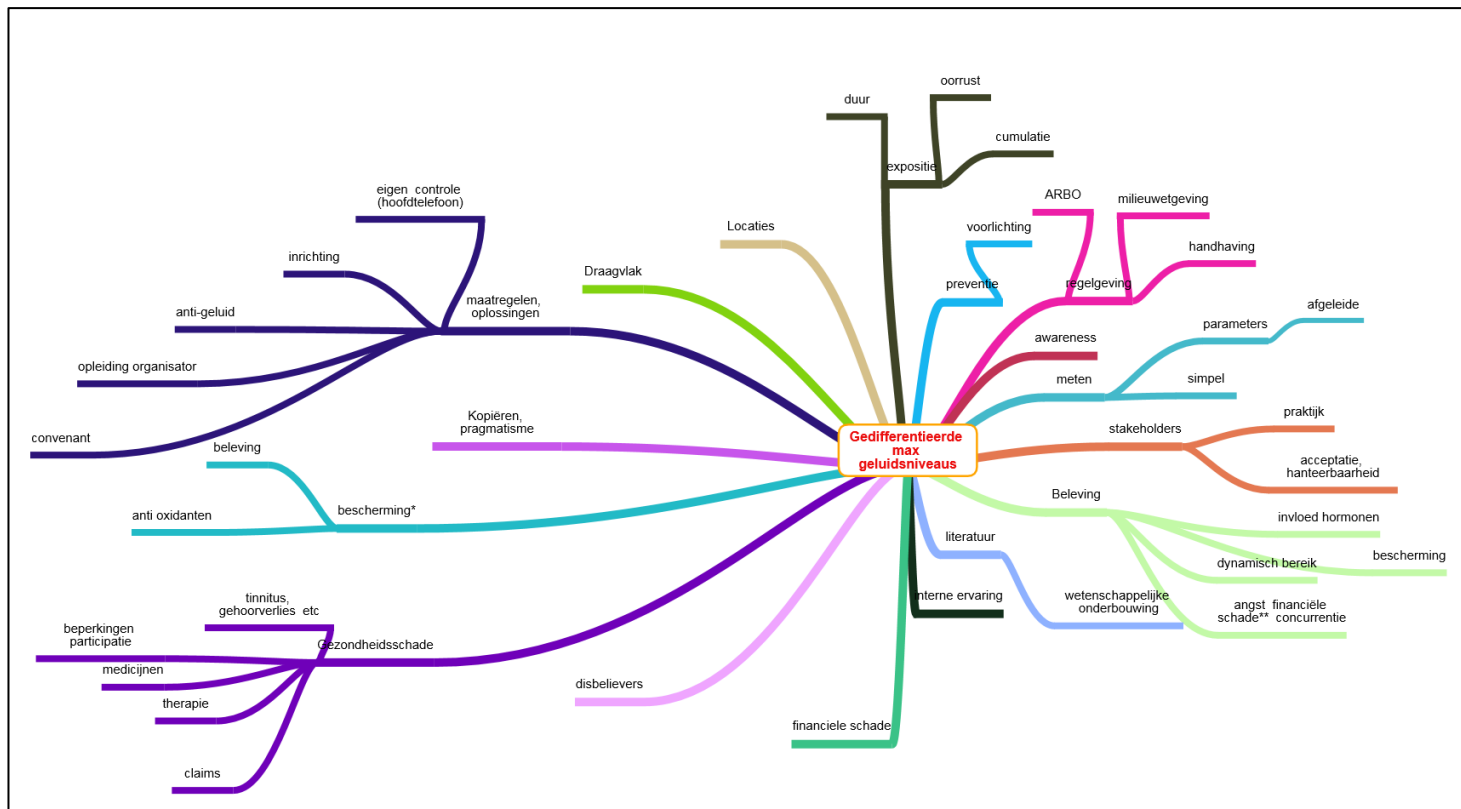 oorrust
duur
cumulatie
expositie
eigen controle
(hoofdtelefoon)
ARBO
milieuwetgeving
Locaties
voorlichting
handhaving
inrichting
Draagvlak
preventie
regelgeving
maatregelen,
oplossingen
afgeleide
anti-geluid
parameters
awareness
opleiding organisator
meten
simpel
Kopiëren,
pragmatisme
praktijk
convenant
beleving
Gedifferentieerde
max
geluidsniveaus
stakeholders
acceptatie,
hanteerbaarheid
Beleving
anti oxidanten
bescherming*
invloed hormonen
literatuur
bescherming
dynamisch bereik
tinnitus,
gehoorverlies etc
interne ervaring
wetenschappelijke
onderbouwing
angst financiële
schade** concurrentie
beperkingen
participatie
Gezondheidsschade
medicijnen
disbelievers
therapie
financiele schade
claims